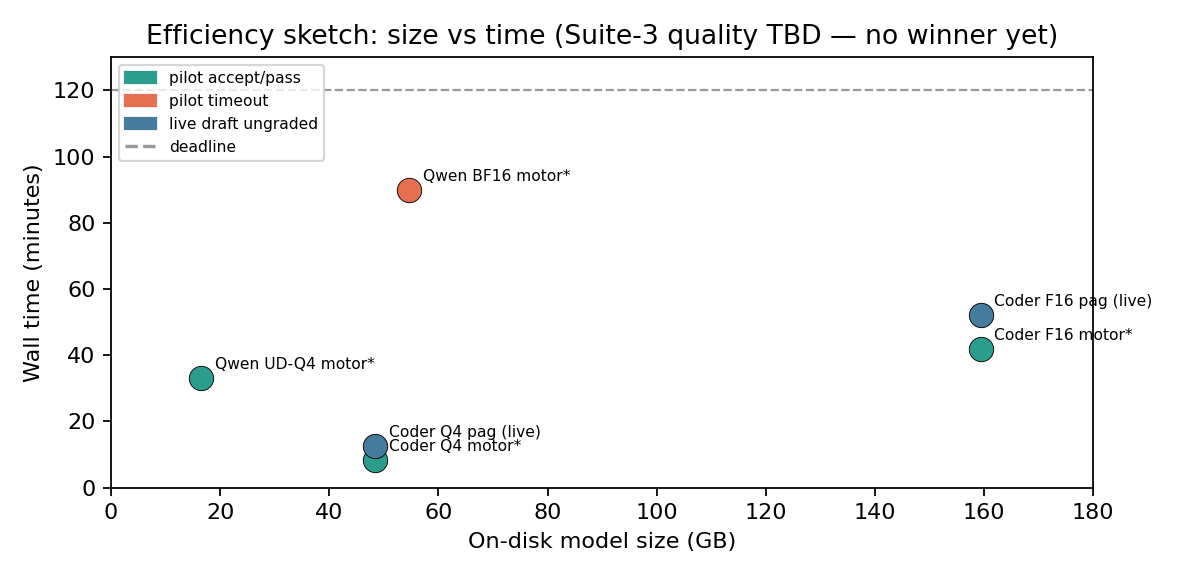 Efficiency sketch: size vs time (Suite-3 quality TBD — no winner yet)
pilot accept/pass
pilot timeout
live draft ungraded
deadline
Wall time (minutes)
120
100
80
60
40
20
0
Qwen BF16 motor*
Coder F16 pag (live)
Coder F16 motor*
Qwen UD-Q4 motor*
Coder Q4 pag (live)
Coder Q4 motor*
0 20 40 60 80 100 120 140 160 180
On-disk model size (GB)